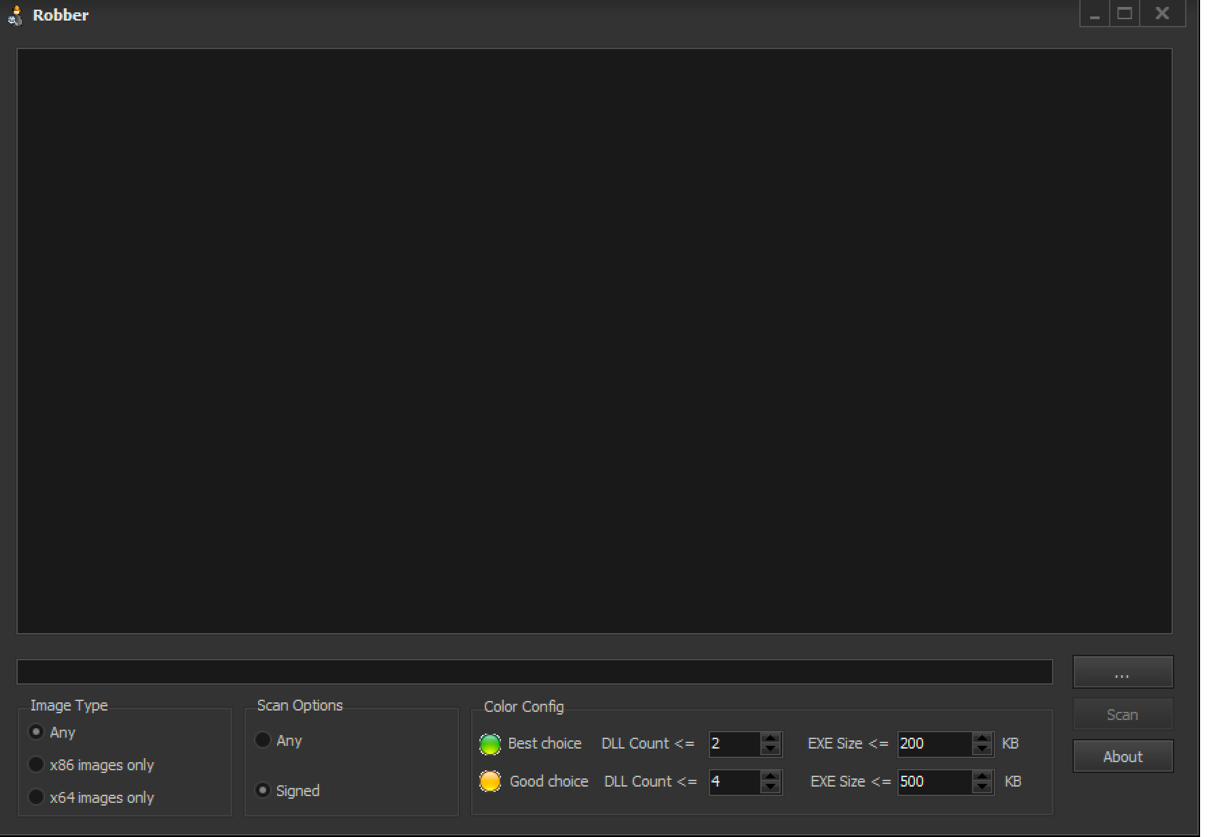 Robber
...
Image Type
Any
x86 images only
x64 images only
Scan Options
Any
Signed
Color Config
Best choice DLL Count <= 2 EXE Size <= 200 KB
Good choice DLL Count <= 4 EXE Size <= 500 KB
Scan
About